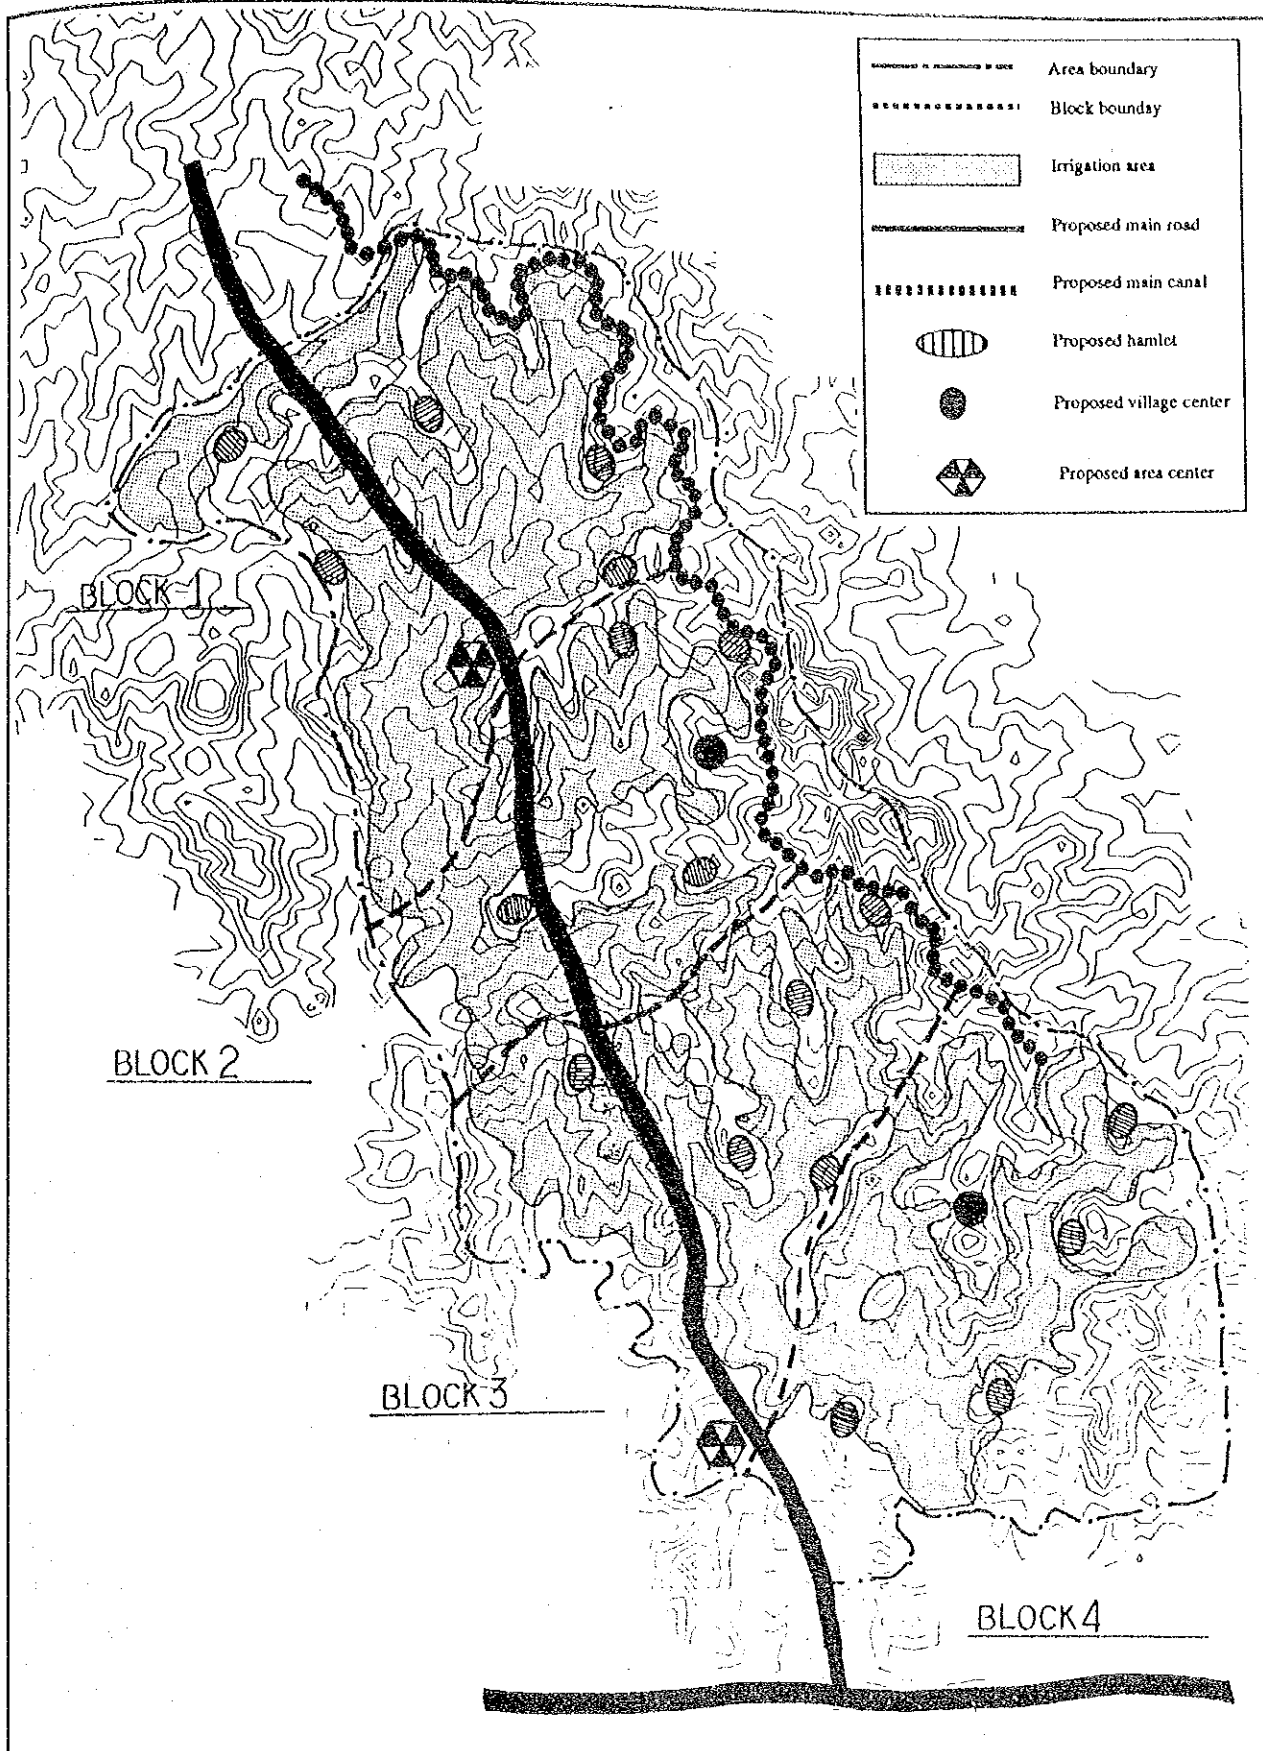 Area boundary
Block bounday
Irrigation area
Proposed main road
Proposed main canal
Proposed hamlet
Proposed village center
Proposed area center
BLOCK 1
BLOCK 2
BLOCK 3
BLOCK 4